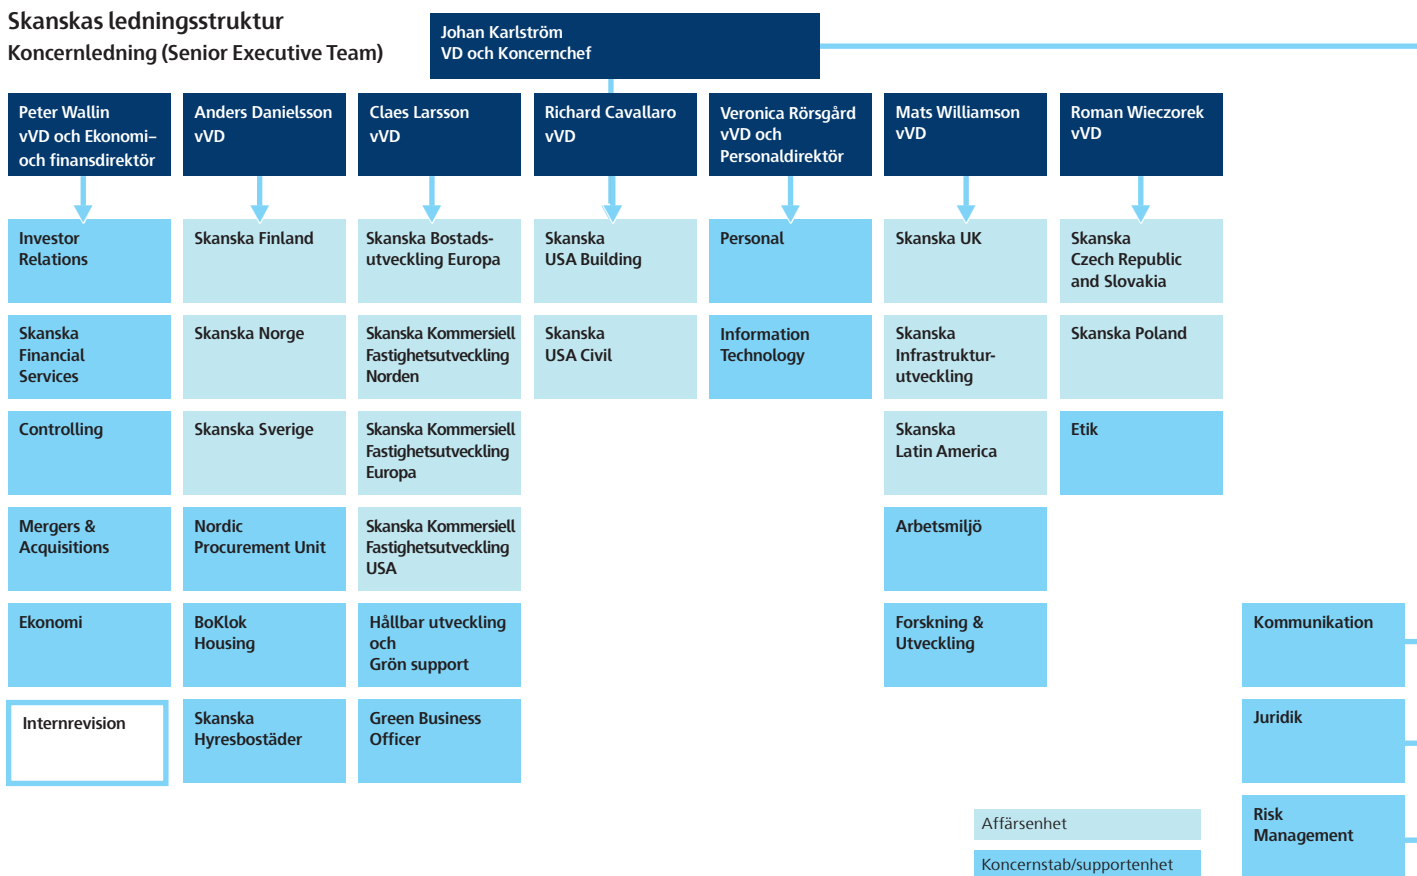 Skanskas ledningsstruktur
Koncernledning (Senior Executive Team)
Johan Karlström
VD och Koncernchef
Peter Wallin
vVD och Ekonomi–
och finansdirektör
Anders Danielsson
vVD
Claes Larsson
vVD
Richard Cavallaro
vVD
Veronica Rörsgård
vVD och
Personaldirektör
Mats Williamson
vVD
Roman Wieczorek
vVD
Investor
Relations
Skanska Finland
Skanska Bostads-
utveckling Europa
Skanska
USA Building
Personal
Skanska UK
Skanska
Czech Republic
and Slovakia
Skanska
Financial
Services
Skanska Norge
Skanska Kommersiell
Fastighetsutveckling
Norden
Skanska
USA Civil
Information
Technology
Skanska
Infrastruktur-
utveckling
Skanska Poland
Controlling
Skanska Sverige
Skanska Kommersiell
Fastighetsutveckling
Europa
Skanska
Latin America
Etik
Mergers &
Acquisitions
Nordic
Procurement Unit
Skanska Kommersiell
Fastighetsutveckling
USA
Arbetsmiljö
Ekonomi
BoKlok
Housing
Hållbar utveckling
och
Grön support
Forskning &
Utveckling
Kommunikation
Internrevision
Skanska
Hyresbostäder
Green Business
Officer
Juridik
Risk
Management
Affärsenhet
Koncernstab/supportenhet